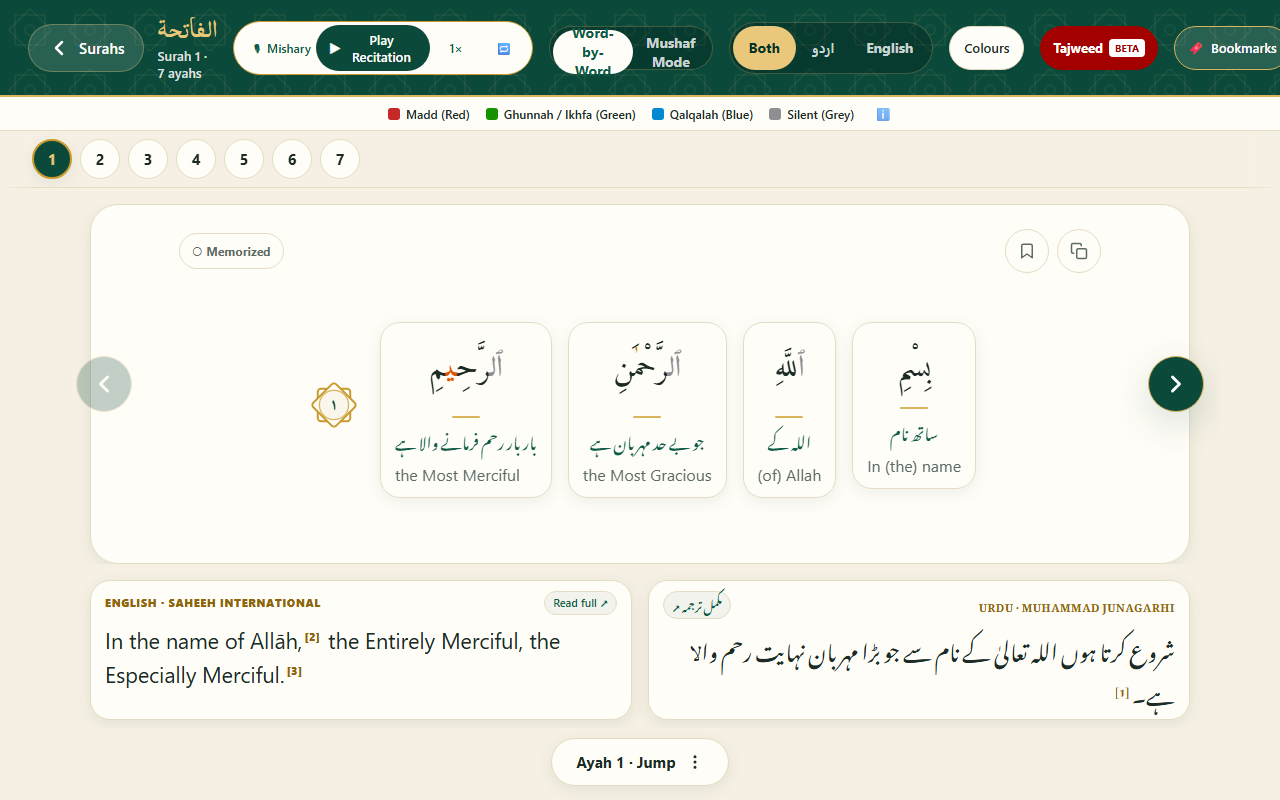 Surahs
الفاتحة
Surah 1 ·
7 ayahs
Mishary
Play
Recitation
1×
Word-
by-
Word
Mushaf
Mode
Both
اردو
English
Colours
Tajweed BETA
Bookmarks
Madd (Red) Ghunnah / Ikhfa (Green) Qalqalah (Blue) Silent (Grey)
1 2 3 4 5 6 7
Memorized
بِسْمِ ٱللَّهِ ٱلرَّحْمَٰنِ ٱلرَّحِيمِ ١
ساتھ نام
In (the) name
اللہ کے
(of) Allah
جو بے حد مہربان ہے
the Most Gracious
بار بار رحم فرمانے والا ہے
the Most Merciful
ENGLISH · SAHEEH INTERNATIONAL
Read full ↗
In the name of Allāh,[2] the Entirely Merciful, the
Especially Merciful.[3]
URDU · MUHAMMAD JUNAGARHI
مکمل ترجمہ ↗
شروع کرتا ہوں اللہ تعالیٰ کے نام سے جو بڑا مہربان نہایت رحم والا
ہے۔ [1]
Ayah 1 · Jump